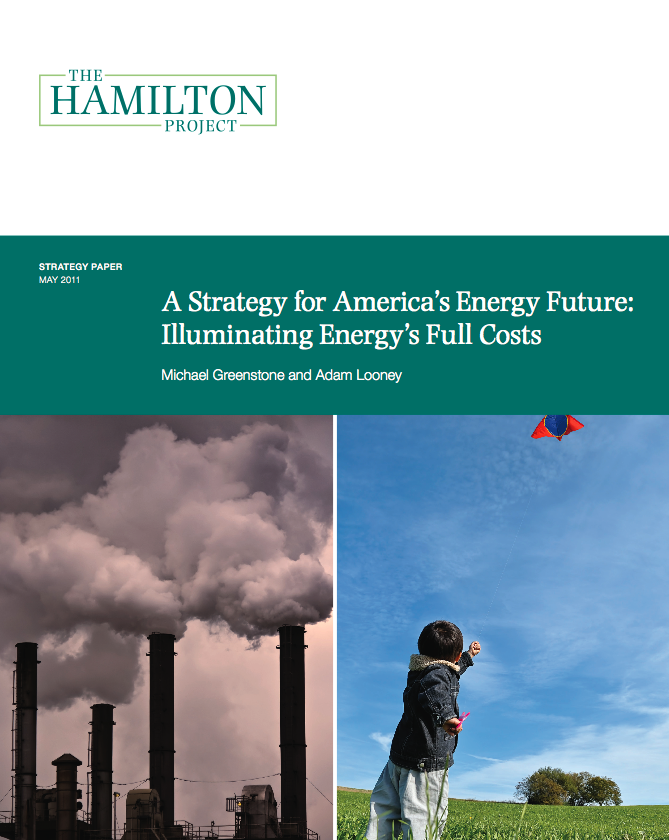 THE
HAMILTON
PROJECT
STRATEGY PAPER
MAY 2011
A Strategy for America’s Energy Future:
Illuminating Energy’s Full Costs
Michael Greenstone and Adam Looney